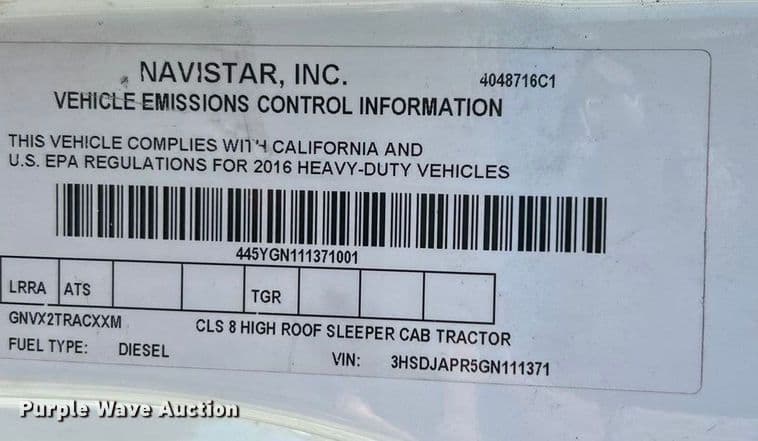 NAVISTAR, INC.
4048716C1
VEHICLE EMISSIONS CONTROL INFORMATION
THIS VEHICLE COMPLIES WITH CALIFORNIA AND
U.S. EPA REGULATIONS FOR 2016 HEAVY-DUTY VEHICLES
445YGN111371001
LRRA ATS TGR
GNVX2TRACXXM CLS 8 HIGH ROOF SLEEPER CAB TRACTOR
FUEL TYPE: DIESEL VIN: 3HSDJAPR5GN111371
Purple Wave Auction